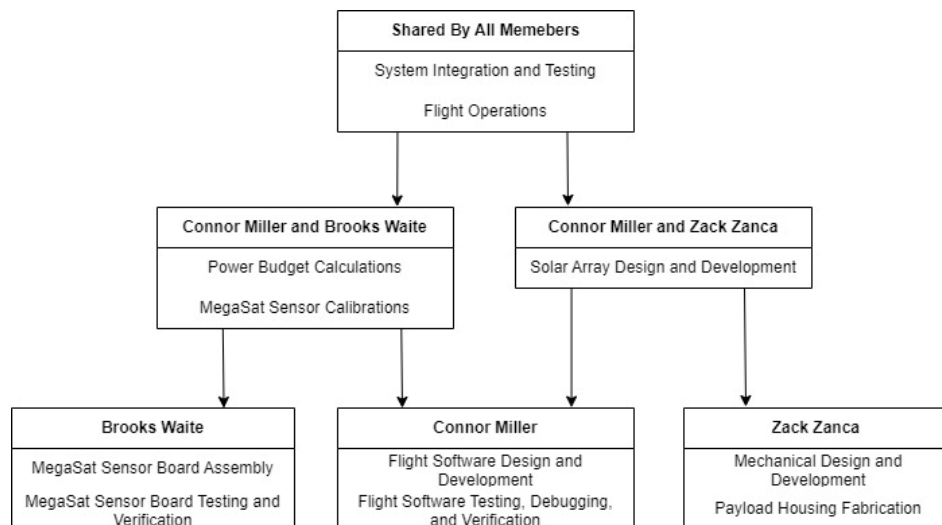 Shared By All Memebers
System Integration and Testing
Flight Operations
Connor Miller and Brooks Waite
Power Budget Calculations
MegaSat Sensor Calibrations
Connor Miller and Zack Zanca
Solar Array Design and Development
Brooks Waite
MegaSat Sensor Board Assembly
MegaSat Sensor Board Testing and
Verification
Connor Miller
Flight Software Design and
Development
Flight Software Testing, Debugging,
and Verification
Zack Zanca
Mechanical Design and
Development
Payload Housing Fabrication